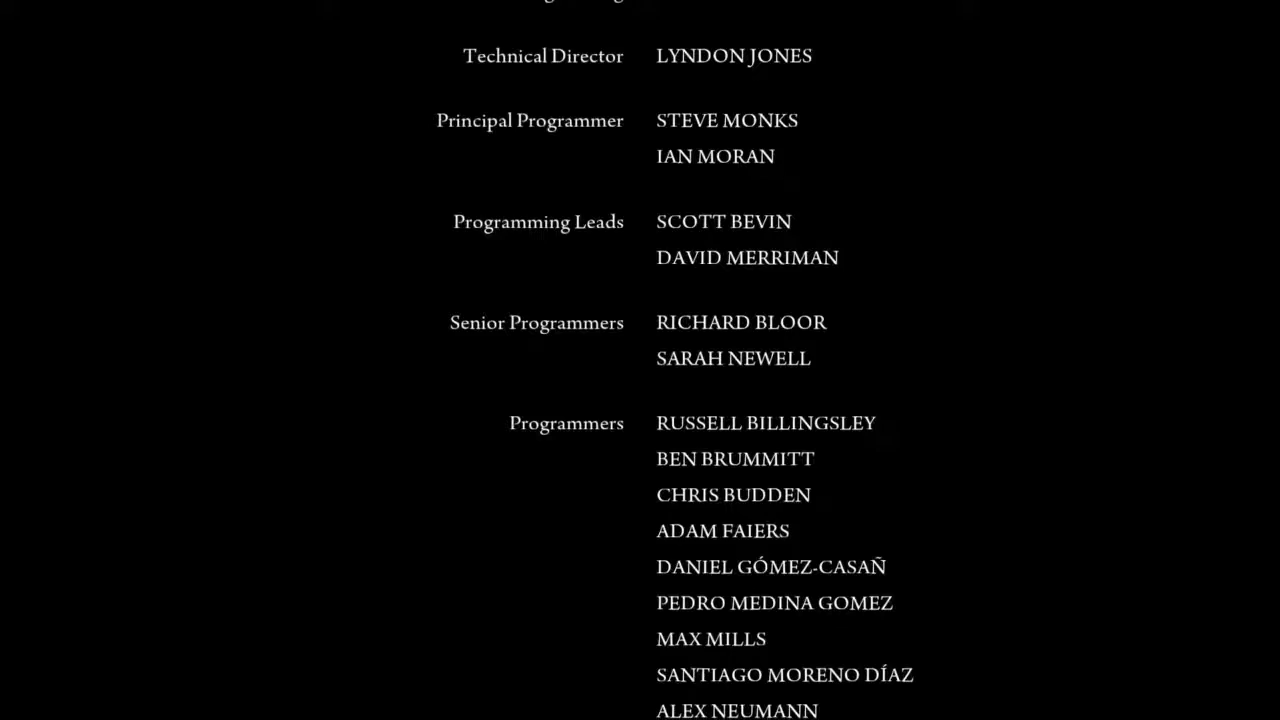 Technical Director LYNDON JONES
Principal Programmer STEVE MONKS
IAN MORAN
Programming Leads SCOTT BEVIN
DAVID MERRIMAN
Senior Programmers RICHARD BLOOR
SARAH NEWELL
Programmers RUSSELL BILLINGSLEY
BEN BRUMMITT
CHRIS BUDDEN
ADAM FAIERS
DANIEL GÓMEZ-CASAÑ
PEDRO MEDINA GOMEZ
MAX MILLS
SANTIAGO MORENO DÍAZ
ALEX NEUMANN